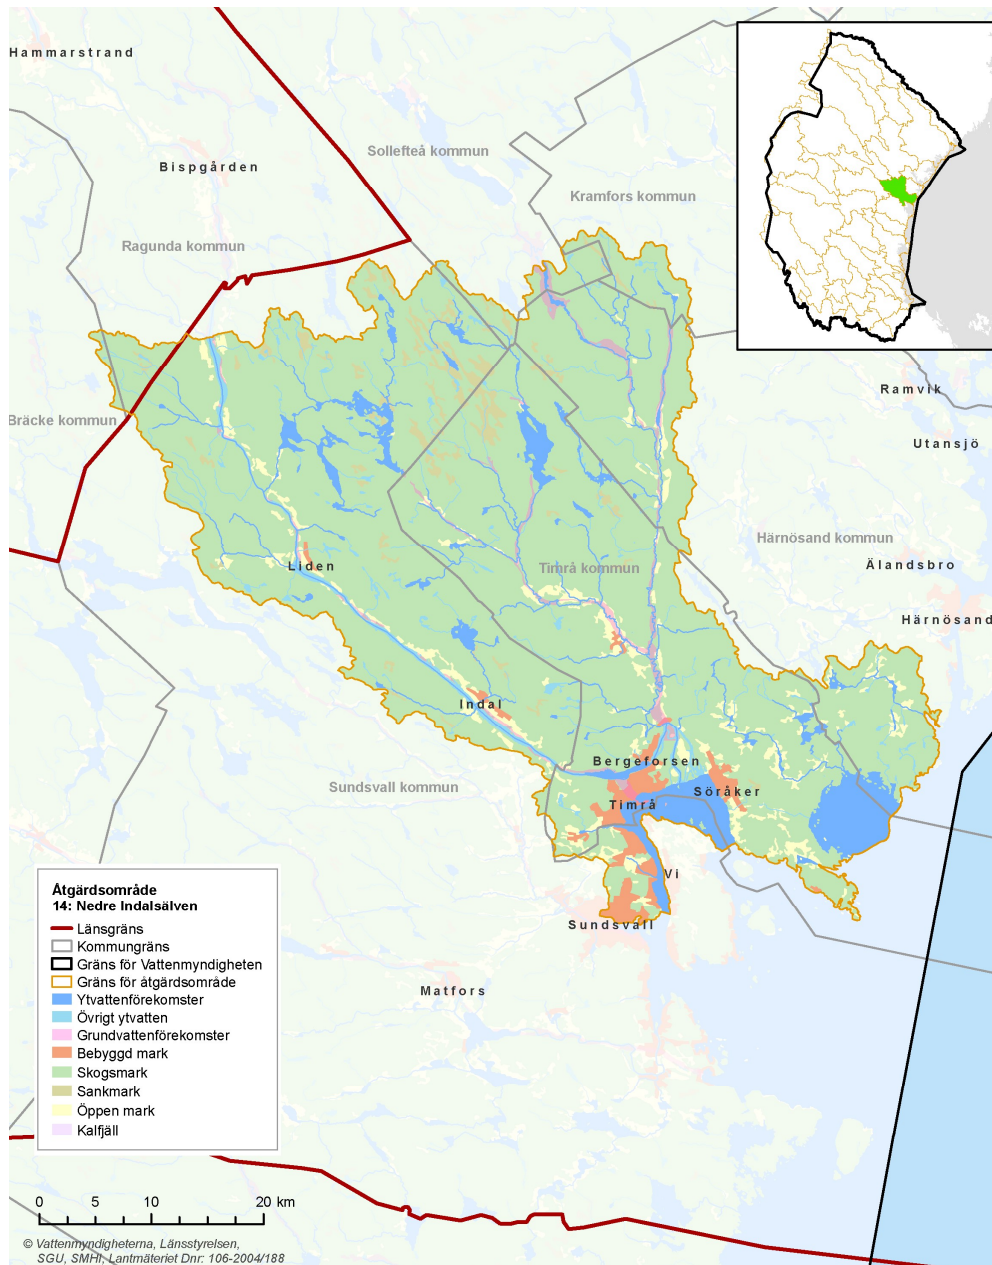 Hammarstrand
Sollefteå kommun
Bispgården
Kramfors kommun
Ragunda kommun
Ramvik
Bräcke kommun
Utansjö
Härnösand kommun
Älandsbro
Liden
Timrå kommun
Härnösand
Indal
Bergeforsen
Sundsvall kommun
Söråker
Timrå
Vi
Sundsvall
Matfors
Åtgärdsområde
14: Nedre Indalsälven
Länsgräns
Kommungräns
Gräns för Vattenmyndigheten
Gräns för åtgärdsområde
Ytvattenförekomster
Övrigt ytvatten
Grundvattenförekomster
Bebyggd mark
Skogsmark
Sankmark
Öppen mark
Kalfjäll
0 5 10 20 km
© Vattenmyndigheterna, Länsstyrelsen,
SGU, SMHI, Lantmäteriet Dnr: 106-2004/188